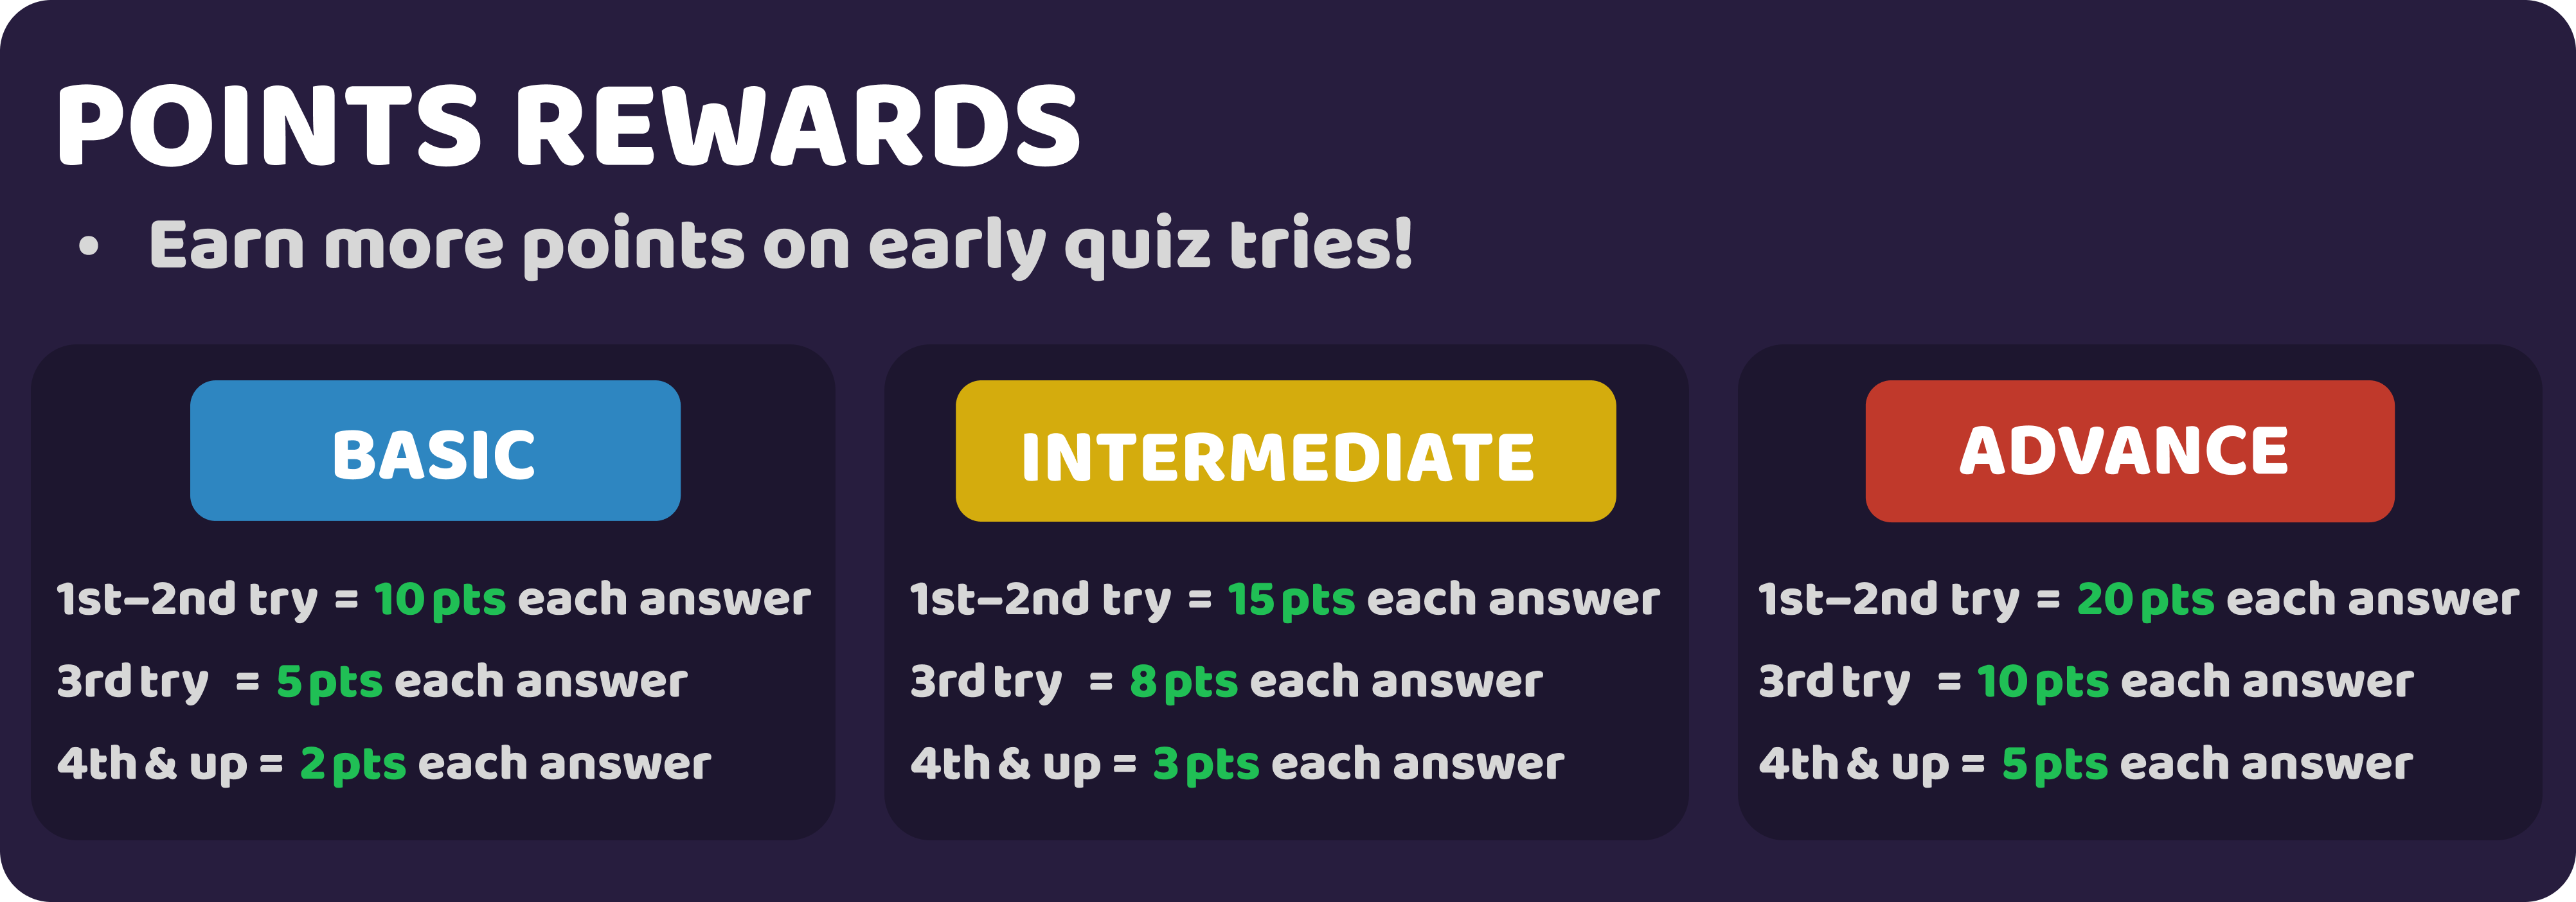 POINTS REWARDS
• Earn more points on early quiz tries!
BASIC
1st–2nd try = 10 pts each answer
3rd try = 5 pts each answer
4th & up = 2 pts each answer
INTERMEDIATE
1st–2nd try = 15 pts each answer
3rd try = 8 pts each answer
4th & up = 3 pts each answer
ADVANCE
1st–2nd try = 20 pts each answer
3rd try = 10 pts each answer
4th & up = 5 pts each answer